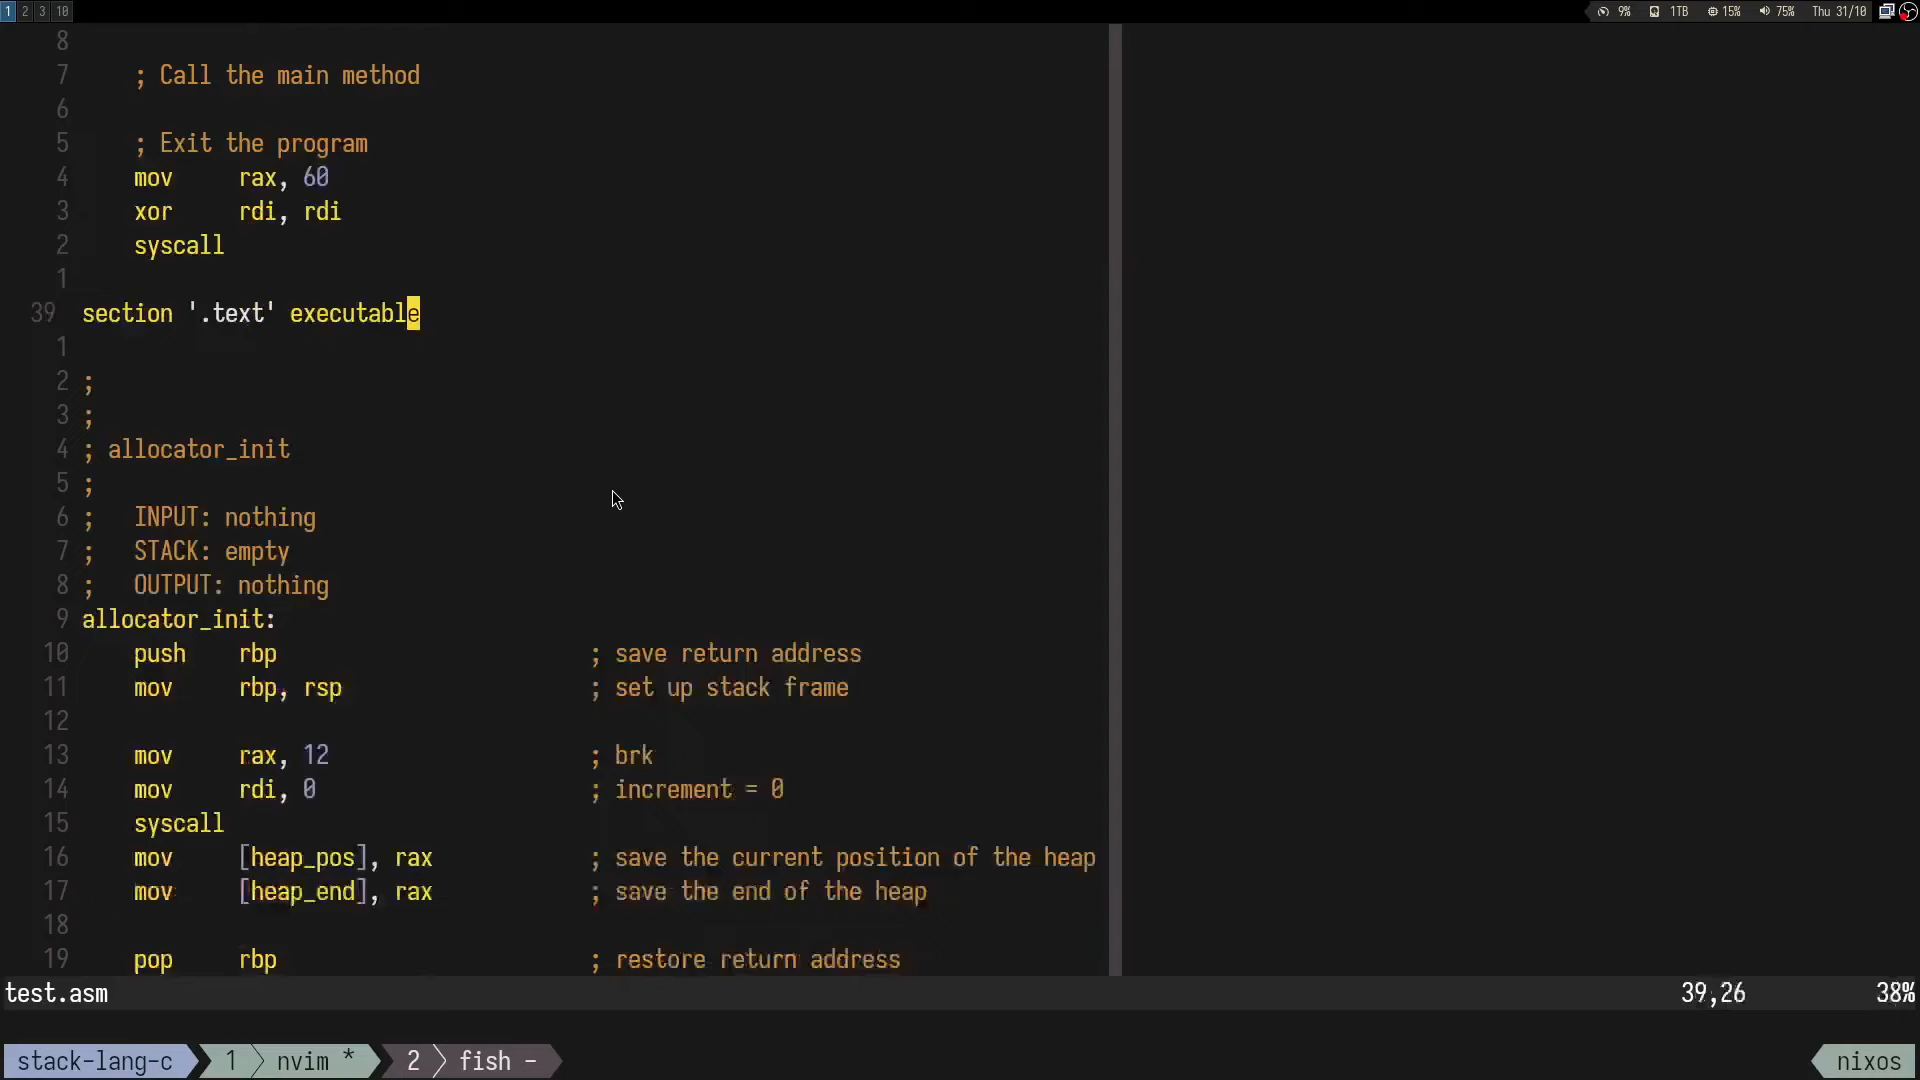 1 2 3 10 9% 1TB 15% 75% Thu 31/10
8
7 ; Call the main method
6
5 ; Exit the program
4 mov rax, 60
3 xor rdi, rdi
2 syscall
1
39 section '.text' executable
1
2 ;
3 ;
4 ; allocator_init
5 ;
6 ; INPUT: nothing
7 ; STACK: empty
8 ; OUTPUT: nothing
9 allocator_init:
10 push rbp ; save return address
11 mov rbp, rsp ; set up stack frame
12
13 mov rax, 12 ; brk
14 mov rdi, 0 ; increment = 0
15 syscall
16 mov [heap_pos], rax ; save the current position of the heap
17 mov [heap_end], rax ; save the end of the heap
18
19 pop rbp ; restore return address
test.asm 39,26 38%
stack-lang-c 1 nvim * 2 fish - nixos